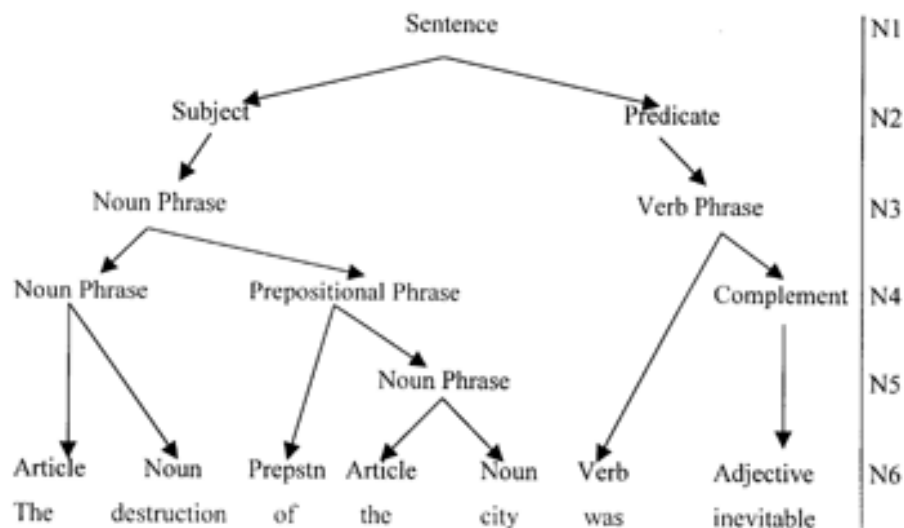 Sentence N1
Subject Predicate N2
Noun Phrase Verb Phrase N3
Noun Phrase Prepositional Phrase Complement N4
Noun Phrase N5
Article Noun Prepstn Article Noun Verb Adjective N6
The destruction of the city was inevitable